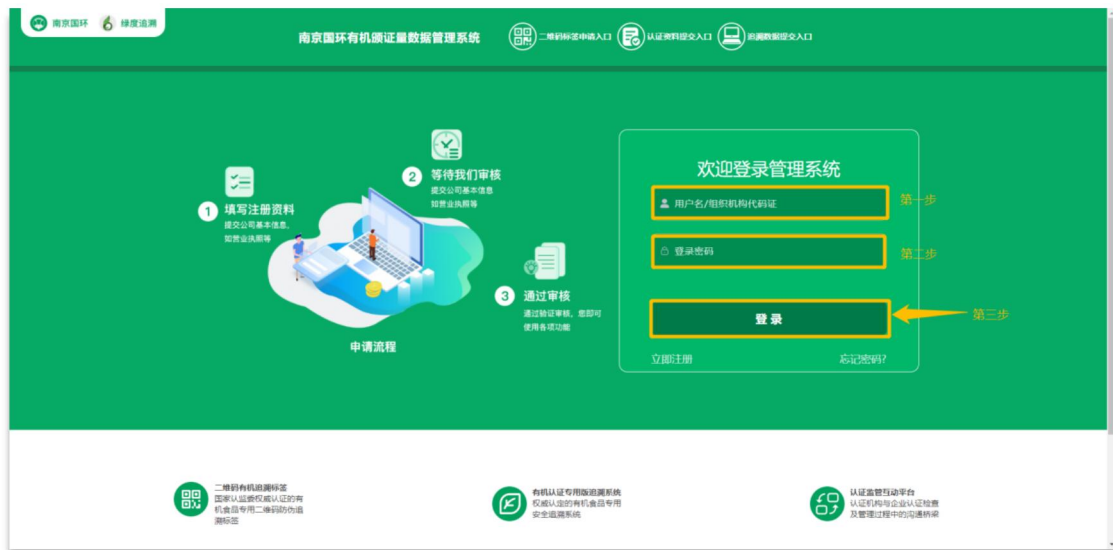 南京国环 绿度追溯
南京国环有机颁证量数据管理系统 二维码标签申请入口 认证资料提交入口 追溯数据提交入口
欢迎登录管理系统
用户名/组织机构代码证 第一步
登录密码 第二步
登 录 第三步
立即注册 忘记密码?
1 填写注册资料
提交公司基本信息,
如营业执照等
2 等待我们审核
提交公司基本信息
如营业执照等
3 通过审核
通过验证审核, 您即可
使用各项功能
申请流程
二维码有机追溯标签
国家认监委权威认证的有
机食品专用二维码防伪追
溯标签
有机认证专用版追溯系统
权威认定的有机食品专用
安全追溯系统
认证监管互动平台
认证机构与企业认证检查
及管理过程中的沟通桥梁